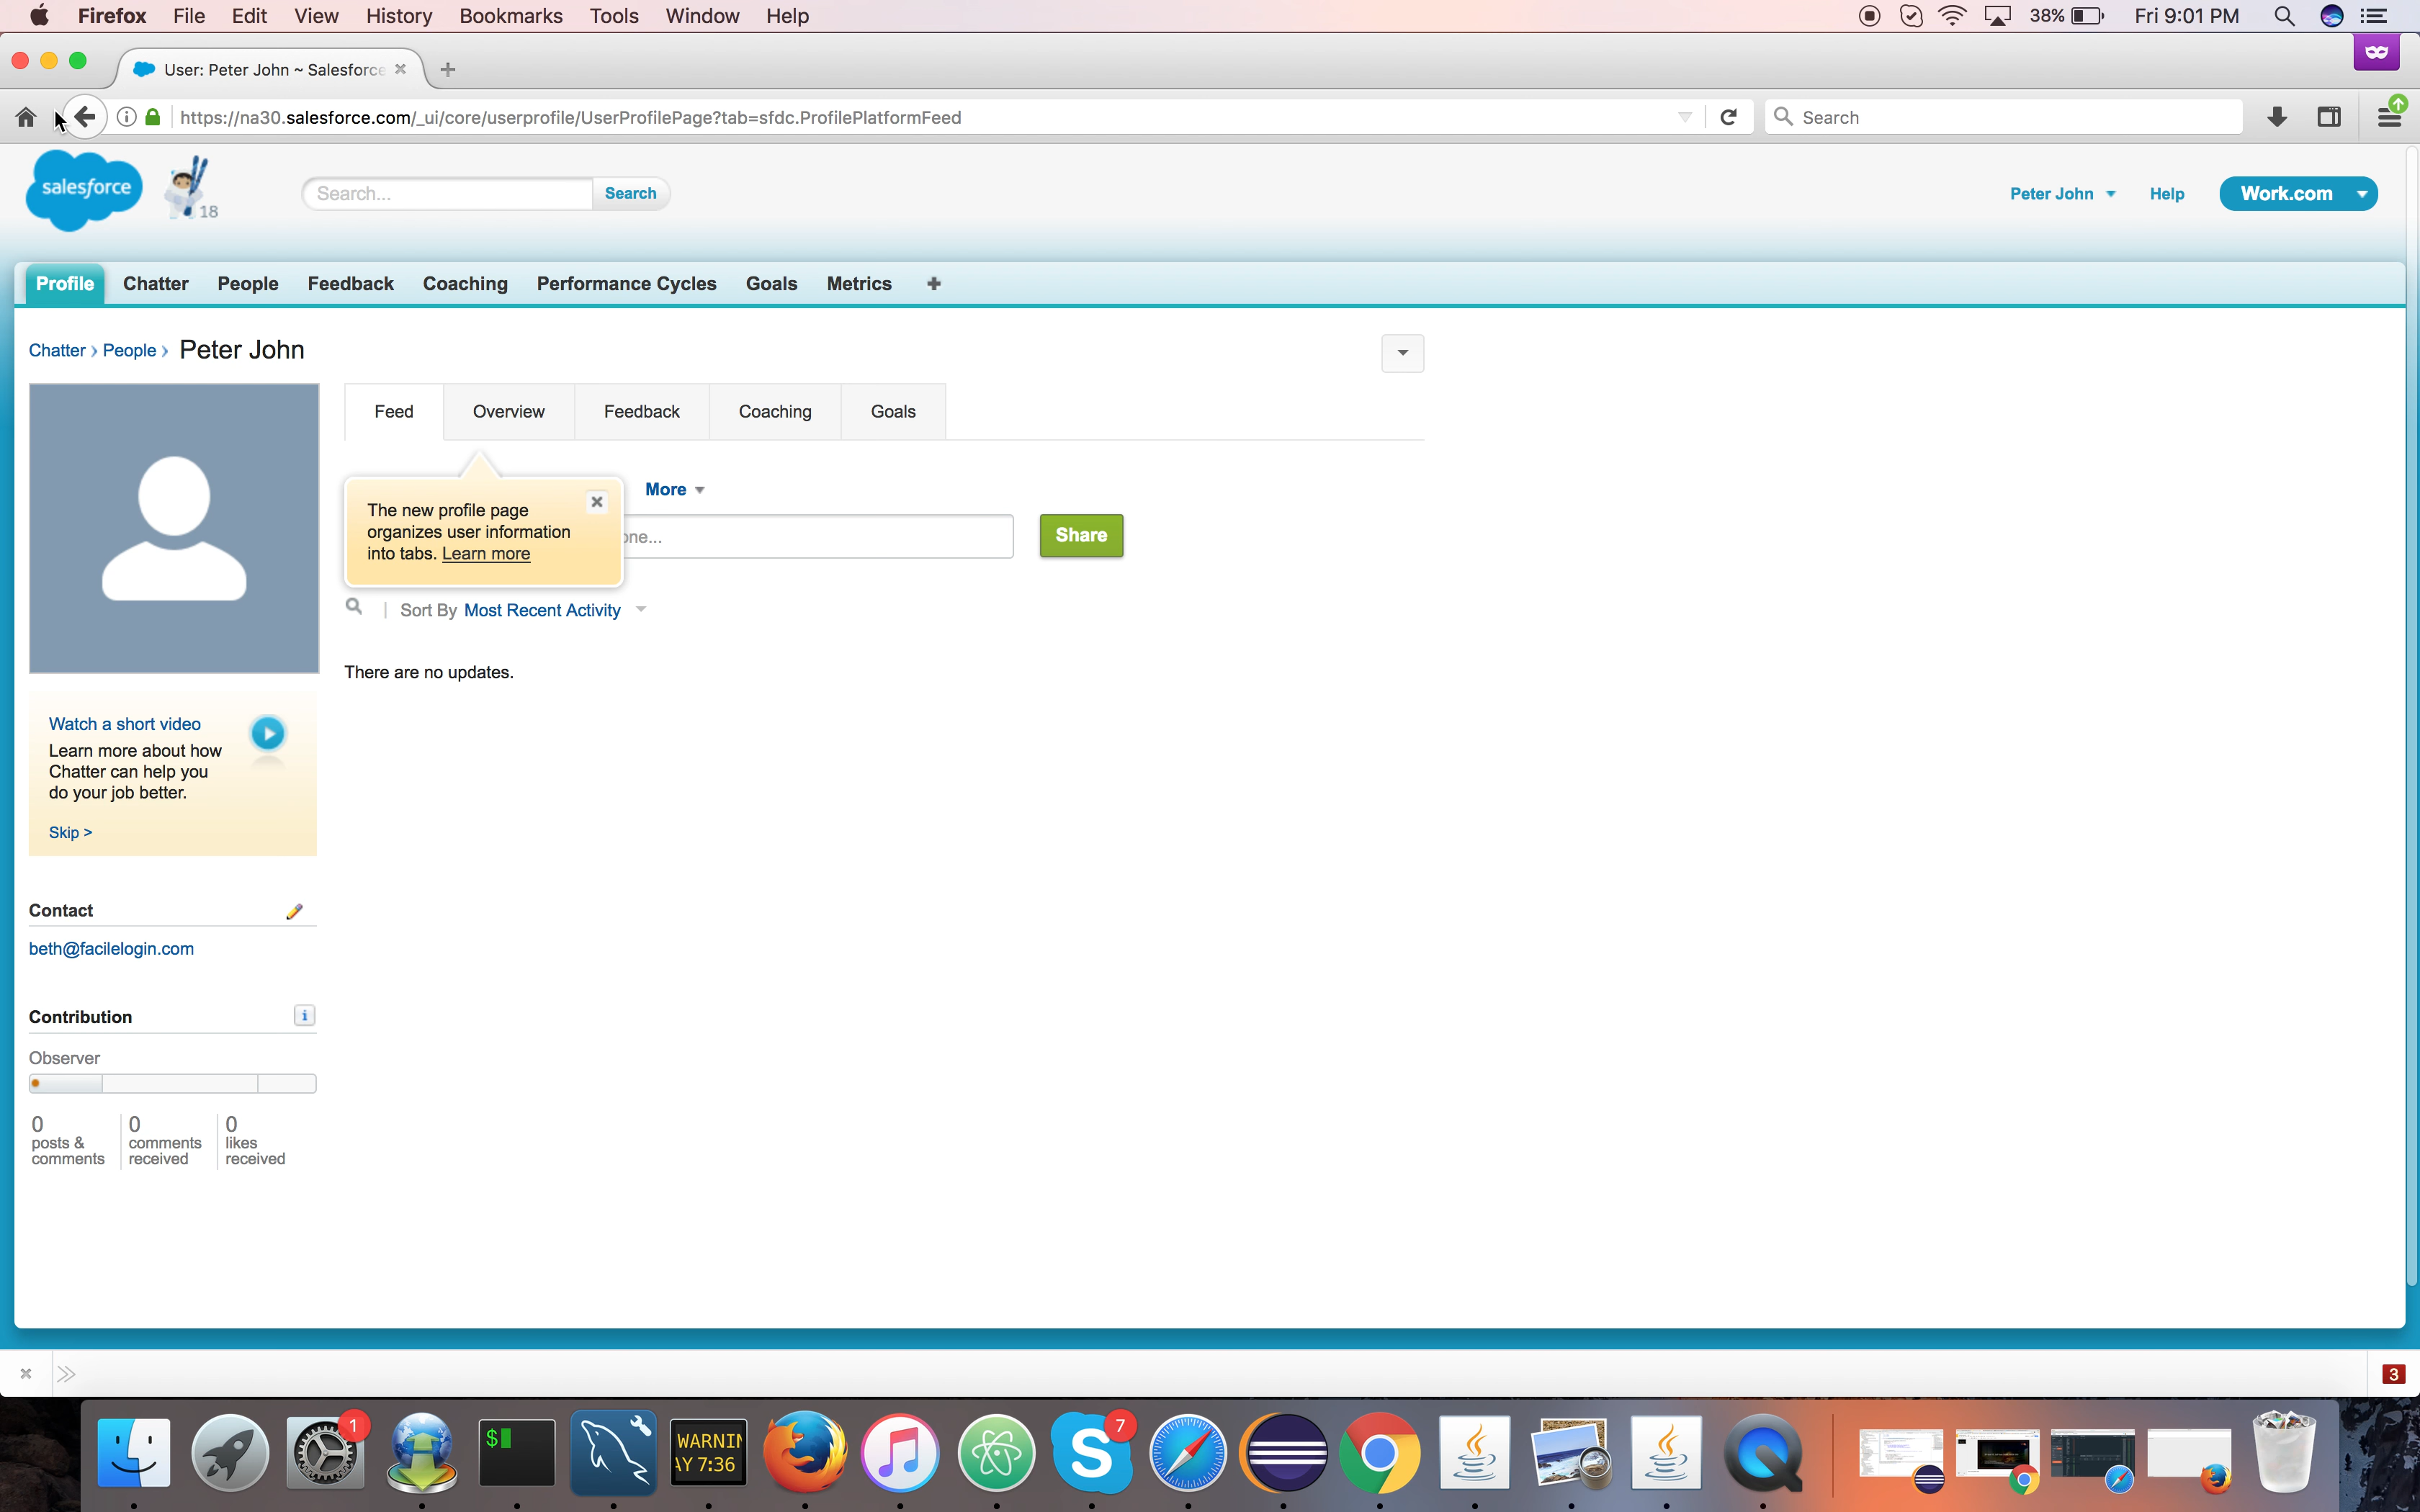 Firefox File Edit View History Bookmarks Tools Window Help 38% Fri 9:01 PM
User: Peter John ~ Salesforce
https://na30.salesforce.com/_ui/core/userprofile/UserProfilePage?tab=sfdc.ProfilePlatformFeed
Search
salesforce
18
Search...
Search
Peter John
Help
Work.com
Profile Chatter People Feedback Coaching Performance Cycles Goals Metrics
Chatter › People › Peter John
Feed Overview Feedback Coaching Goals
More
The new profile page
organizes user information
into tabs. Learn more
one...
Share
Sort By Most Recent Activity
There are no updates.
Watch a short video
Learn more about how
Chatter can help you
do your job better.
Skip >
Contact
beth@facilelogin.com
Contribution
Observer
0
posts &
comments
0
comments
received
0
likes
received
3
1
$
WARNIN
AY 7:36
S
7